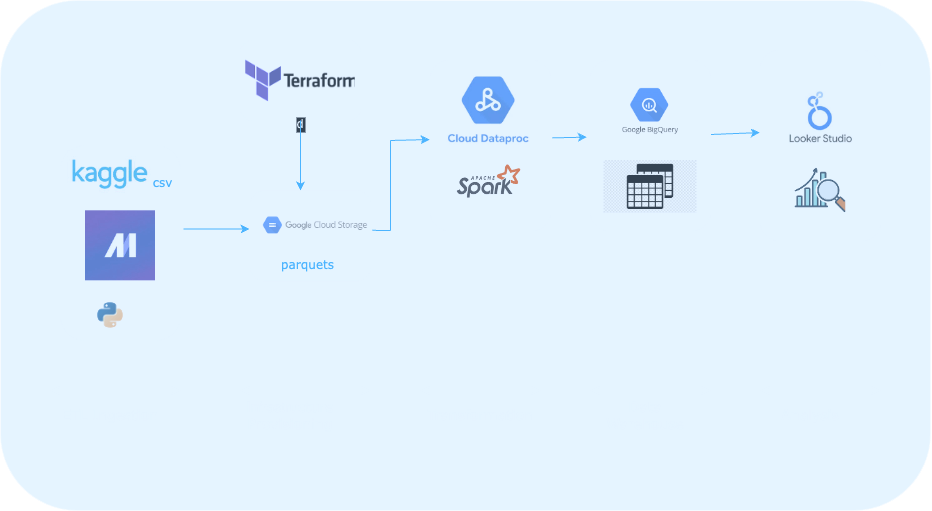 Terraform
Cloud Dataproc
Google BigQuery
Looker Studio
kaggle
csv
APACHE
Spark
Google Cloud Storage
parquets